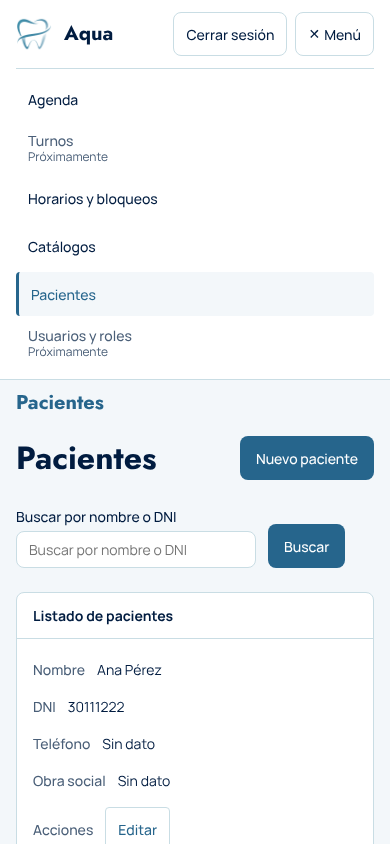 Aqua
Cerrar sesión
✕ Menú
Agenda
Turnos
Próximamente
Horarios y bloqueos
Catálogos
Pacientes
Usuarios y roles
Próximamente
Pacientes
Pacientes
Nuevo paciente
Buscar por nombre o DNI
Buscar por nombre o DNI
Buscar
Listado de pacientes
Nombre Ana Pérez
DNI 30111222
Teléfono Sin dato
Obra social Sin dato
Acciones Editar